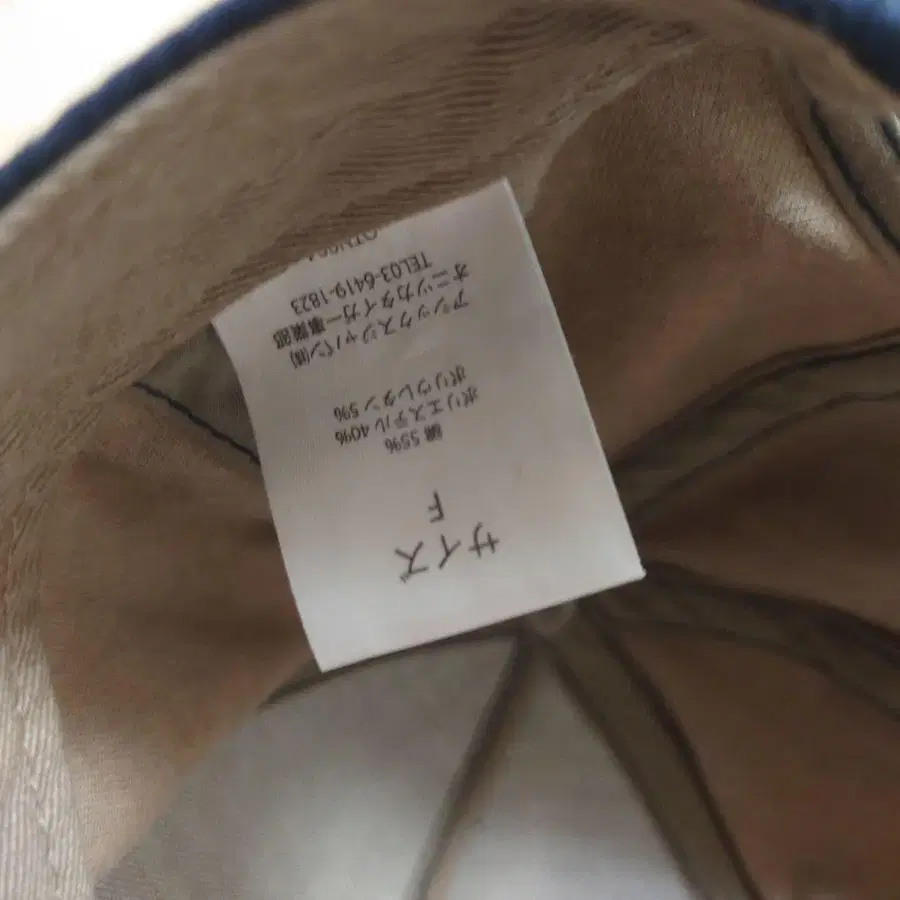 サイズ
F
綿 55%
ポリエステル 40%
ポリウレタン 5%
アシックスジャパン㈱
オニツカタイガー事業部
TEL03-6419-1823